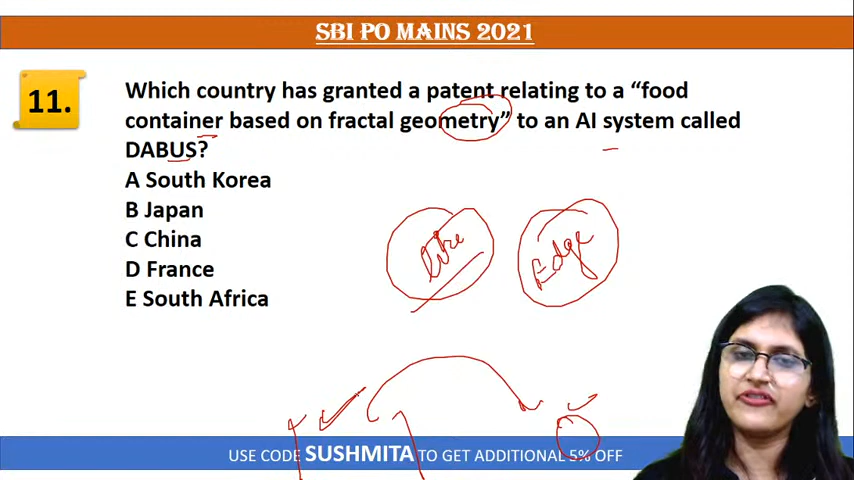 SBI PO MAINS 2021
11.
Which country has granted a patent relating to a “food
container based on fractal geometry” to an AI system called
DABUS?
A South Korea
B Japan
C China
D France
E South Africa
like
Edge
USE CODE SUSHMITA TO GET ADDITIONAL 5% OFF